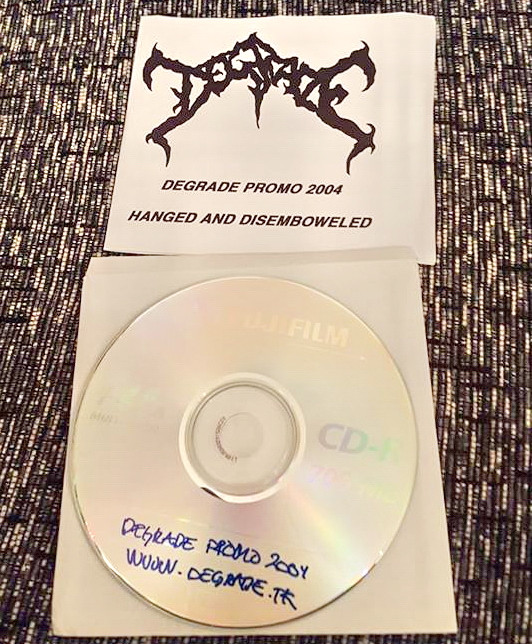 DEGRADE
DEGRADE PROMO 2004
HANGED AND DISEMBOWELED
FUJIFILM
CD-R
DEGRADE PROMO 2004
WWW.DEGRADE.TK